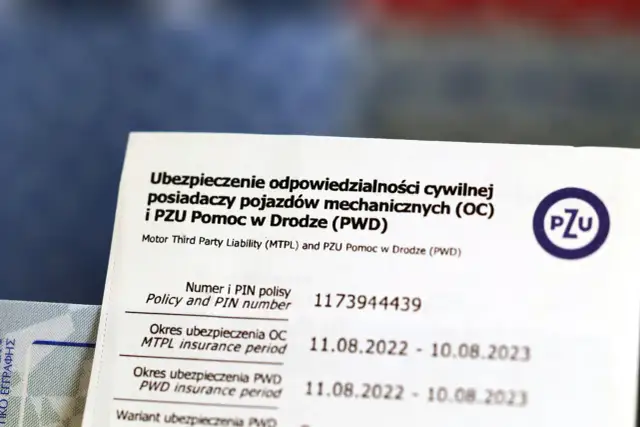 Ubezpieczenie odpowiedzialności cywilnej
posiadaczy pojazdów mechanicznych (OC)
i PZU Pomoc w Drodze (PWD)
PZU
Motor Third Party Liability (MTPL) and PZU Pomoc w Drodze (PWD)
Numer i PIN polisy
Policy and PIN number
1173944439
Okres ubezpieczenia OC
MTPL insurance period
11.08.2022 - 10.08.2023
Okres ubezpieczenia PWD
PWD insurance period
11.08.2022 - 10.08.2023
Wariant ubezpieczenia PWD
ΕΓΓΡΑΦΗΣ